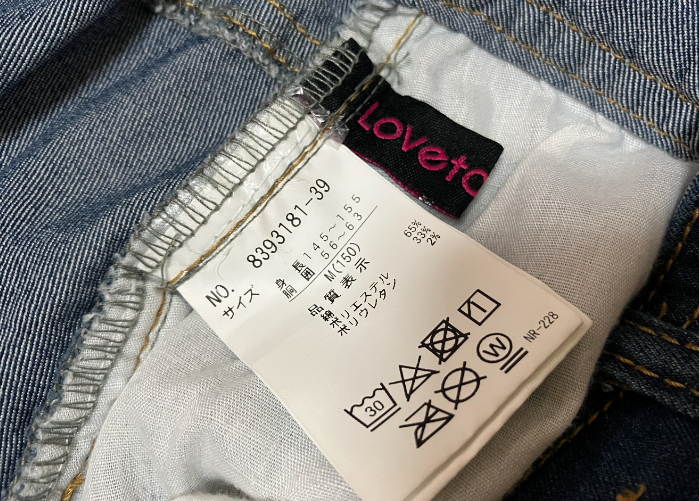 Loveto
NO. 8393181-39
サイズ
身長 145~155
胴囲 56~63
M(150)
品質表示
綿 65%
ポリエステル 33%
ポリウレタン 2%
30
W
NR-228